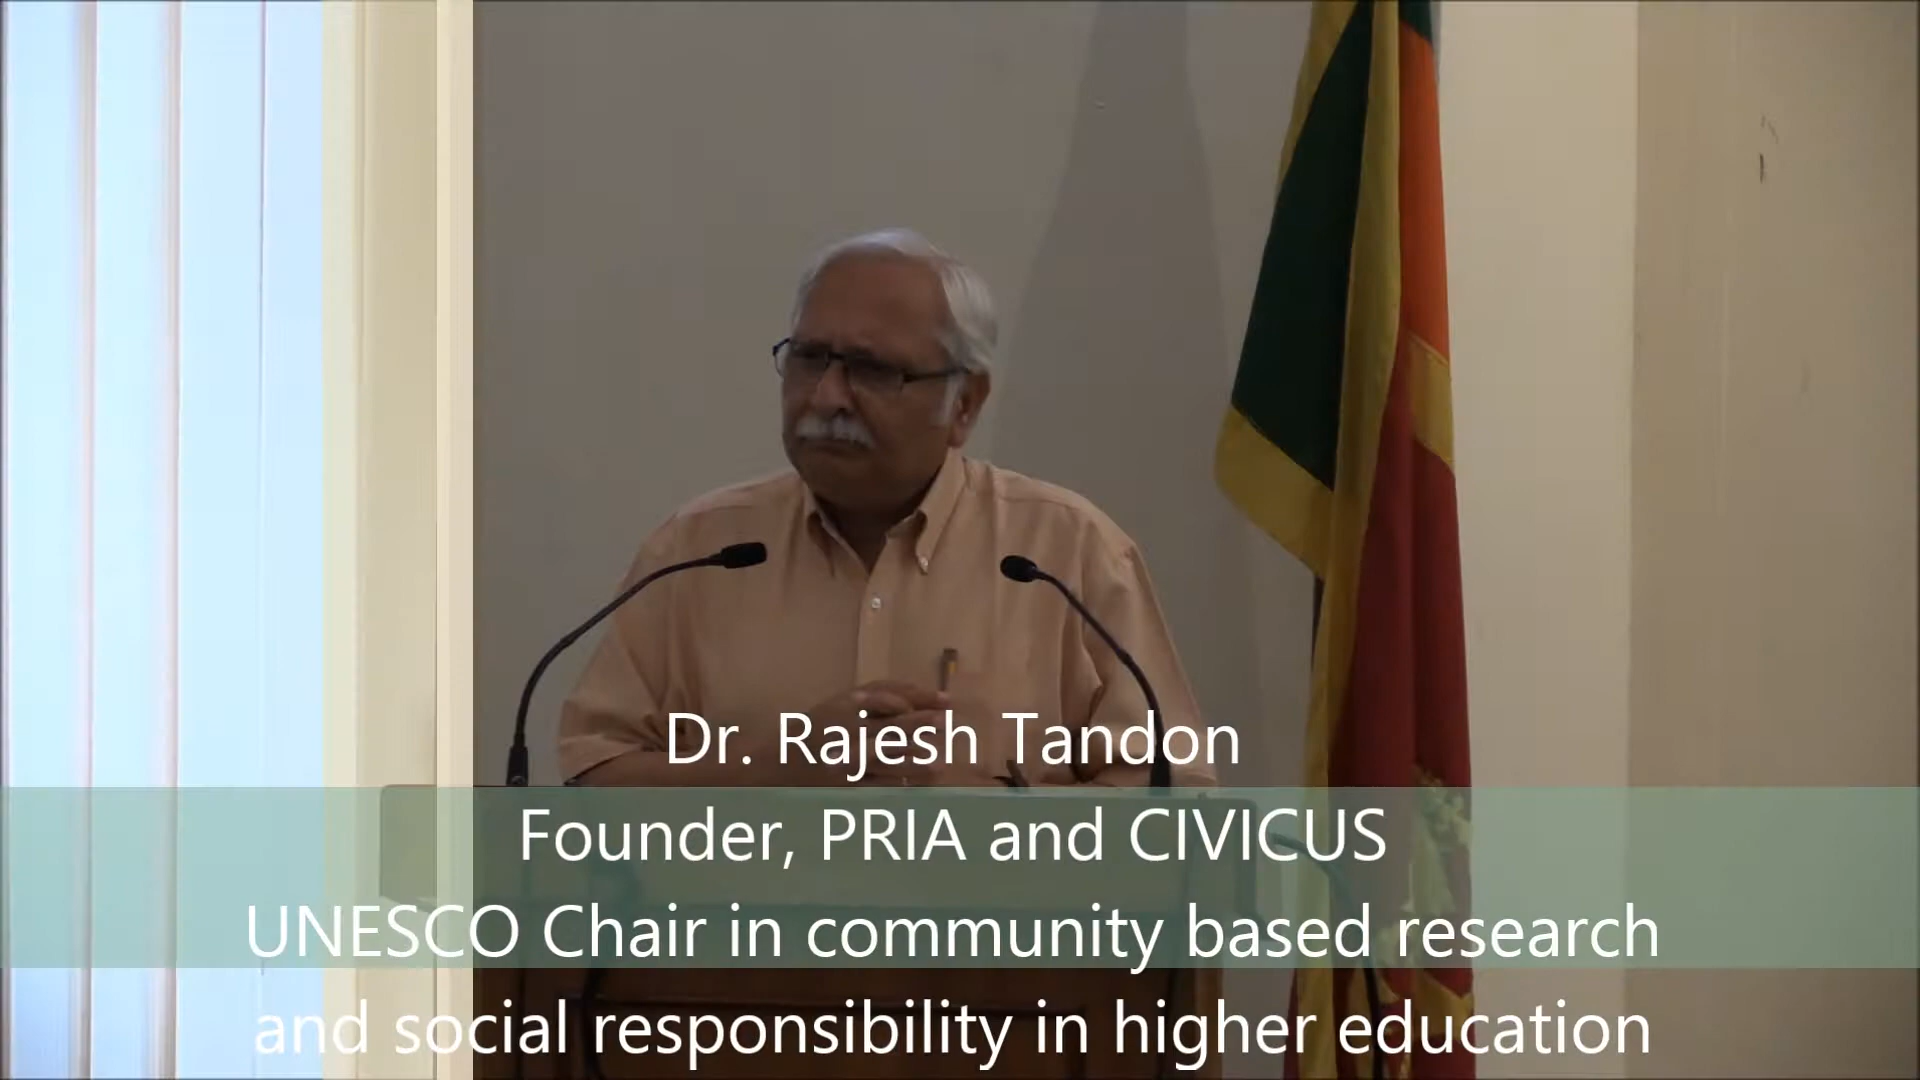 Dr. Rajesh Tandon
Founder, PRIA and CIVICUS
UNESCO Chair in community based research
and social responsibility in higher education